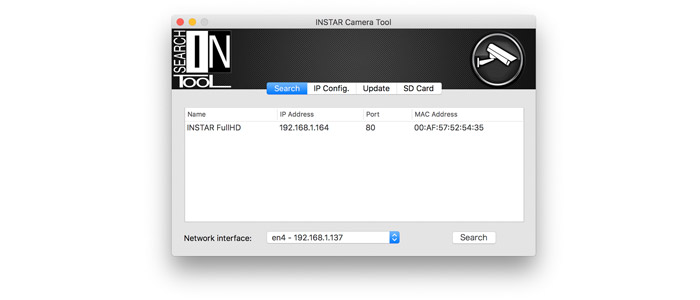 INSTAR Camera Tool
SEARCH IN TOOL
Search IP Config. Update SD Card
Name IP Address Port MAC Address
INSTAR FullHD 192.168.1.164 80 00:AF:57:52:54:35
Network interface: en4 - 192.168.1.137 Search